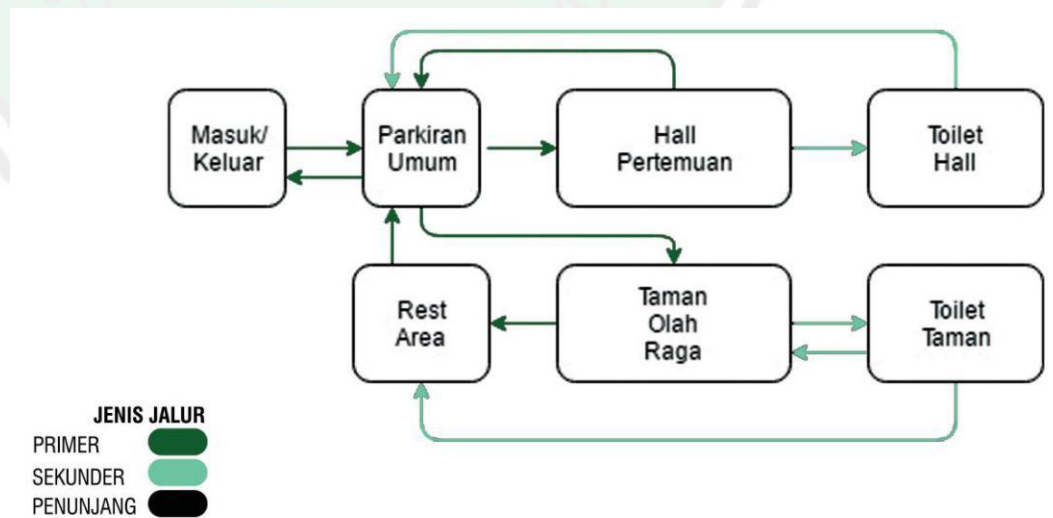 Masuk/
Keluar
Parkiran
Umum
Hall
Pertemuan
Toilet
Hall
Rest
Area
Taman
Olah
Raga
Toilet
Taman
JENIS JALUR
PRIMER
SEKUNDER
PENUNJANG